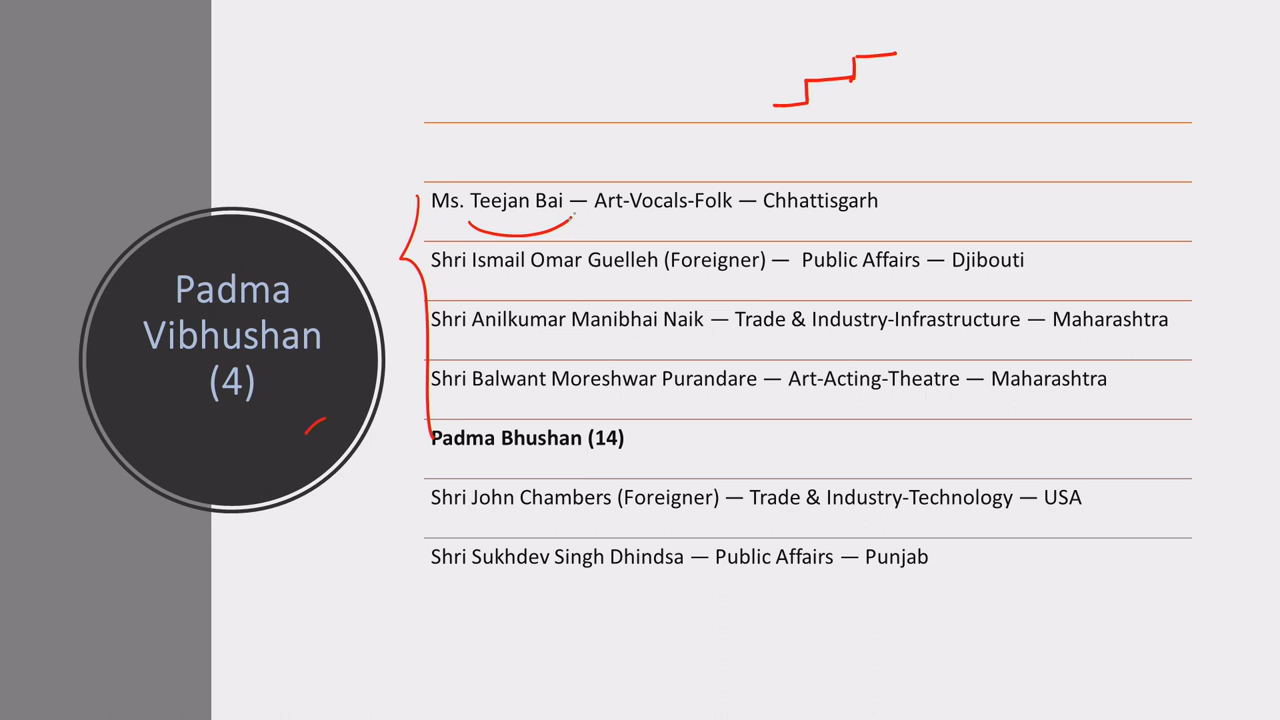 Padma
Vibhushan
(4)
Ms. Teejan Bai — Art-Vocals-Folk — Chhattisgarh
Shri Ismail Omar Guelleh (Foreigner) — Public Affairs — Djibouti
Shri Anilkumar Manibhai Naik — Trade & Industry-Infrastructure — Maharashtra
Shri Balwant Moreshwar Purandare — Art-Acting-Theatre — Maharashtra
Padma Bhushan (14)
Shri John Chambers (Foreigner) — Trade & Industry-Technology — USA
Shri Sukhdev Singh Dhindsa — Public Affairs — Punjab